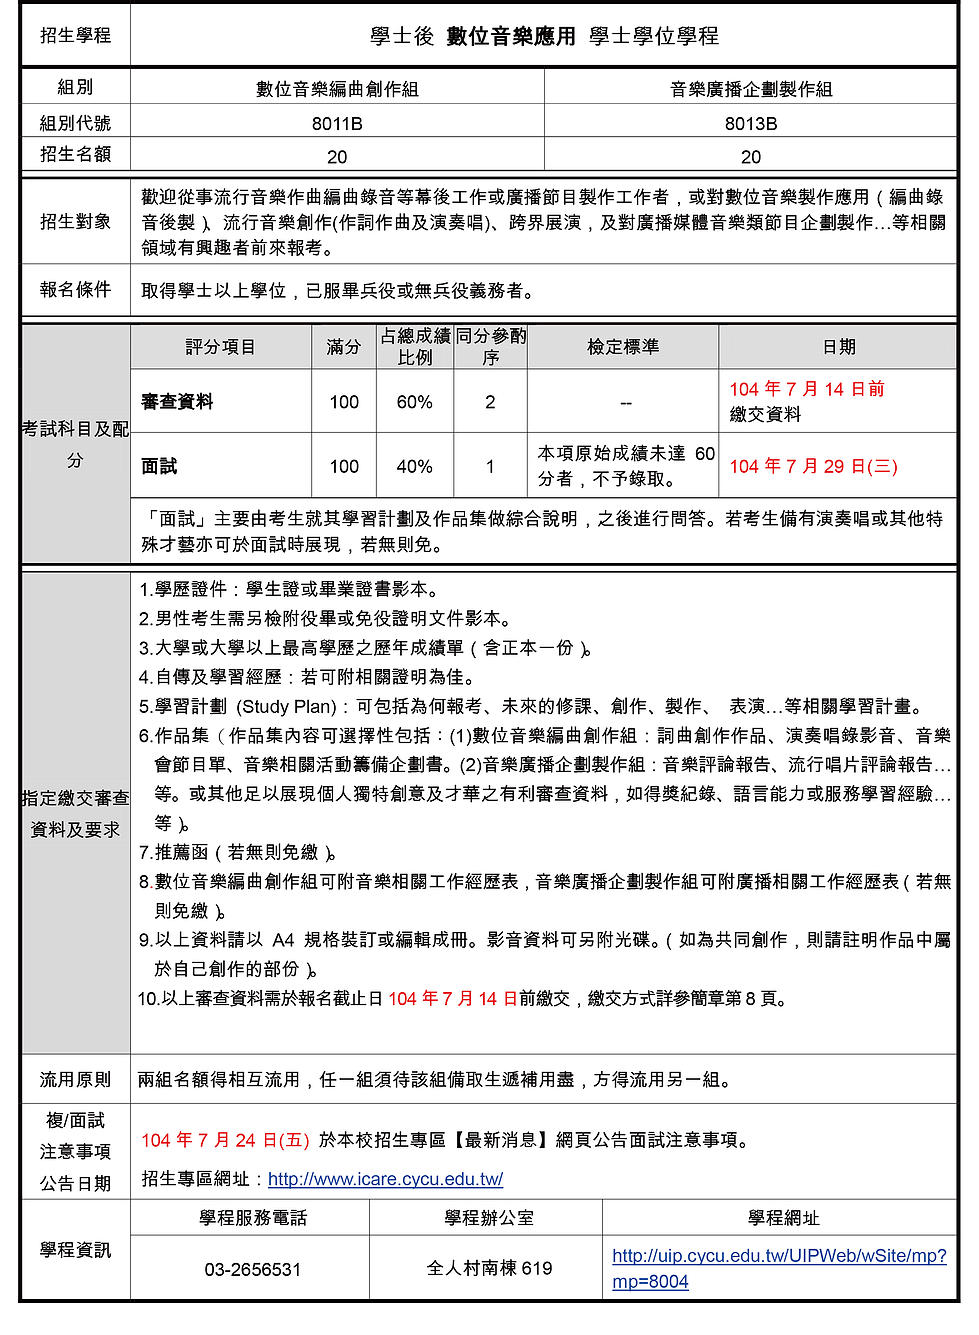 招生學程
學士後 數位音樂應用 學士學位學程
組別
數位音樂編曲創作組
音樂廣播企劃製作組
組別代號
8011B
8013B
招生名額
20
20
招生對象
歡迎從事流行音樂作曲編曲錄音等幕後工作或廣播節目製作工作者，或對數位音樂製作應用（編曲錄
音後製）、流行音樂創作(作詞作曲及演奏唱)、跨界展演，及對廣播媒體音樂類節目企劃製作…等相關
領域有興趣者前來報考。
報名條件
取得學士以上學位，已服畢兵役或無兵役義務者。
考試科目及配
分
評分項目
滿分
占總成績
比例
同分參酌
序
檢定標準
日期
審查資料
100
60%
2
--
104 年 7 月 14 日前
繳交資料
面試
100
40%
1
本項原始成績未達 60
分者，不予錄取。
104 年 7 月 29 日(三)
「面試」主要由考生就其學習計劃及作品集做綜合說明，之後進行問答。若考生備有演奏唱或其他特
殊才藝亦可於面試時展現，若無則免。
指定繳交審查
資料及要求
1.學歷證件：學生證或畢業證書影本。
2.男性考生需另檢附役畢或免役證明文件影本。
3.大學或大學以上最高學歷之歷年成績單（含正本一份）。
4.自傳及學習經歷：若可附相關證明為佳。
5.學習計劃 (Study Plan)：可包括為何報考、未來的修課、創作、製作、 表演…等相關學習計畫。
6.作品集（作品集內容可選擇性包括：(1)數位音樂編曲創作組：詞曲創作作品、演奏唱錄影音、音樂
會節目單、音樂相關活動籌備企劃書。(2)音樂廣播企劃製作組：音樂評論報告、流行唱片評論報告…
等。或其他足以展現個人獨特創意及才華之有利審查資料，如得獎紀錄、語言能力或服務學習經驗…
等）。
7.推薦函（若無則免繳）。
8.數位音樂編曲創作組可附音樂相關工作經歷表，音樂廣播企劃製作組可附廣播相關工作經歷表（若無
則免繳）。
9.以上資料請以 A4 規格裝訂或編輯成冊。影音資料可另附光碟。（如為共同創作，則請註明作品中屬
於自己創作的部份）。
10.以上審查資料需於報名截止日 104 年 7 月 14 日前繳交，繳交方式詳參簡章第 8 頁。
流用原則
兩組名額得相互流用，任一組須待該組備取生遞補用盡，方得流用另一組。
複/面試
注意事項
公告日期
104 年 7 月 24 日(五) 於本校招生專區【最新消息】網頁公告面試注意事項。
招生專區網址：http://www.icare.cycu.edu.tw/
學程資訊
學程服務電話
學程辦公室
學程網址
03-2656531
全人村南棟 619
http://uip.cycu.edu.tw/UIPWeb/wSite/mp?
mp=8004